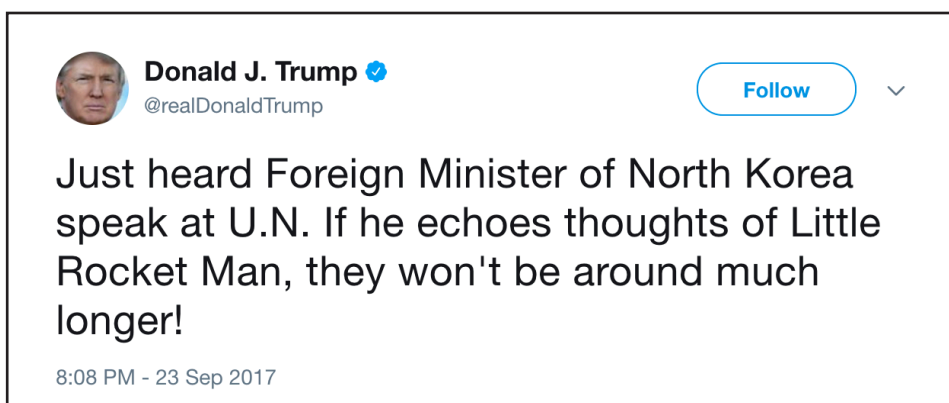 Donald J. Trump
@realDonaldTrump
Follow
Just heard Foreign Minister of North Korea
speak at U.N. If he echoes thoughts of Little
Rocket Man, they won't be around much
longer!
8:08 PM - 23 Sep 2017